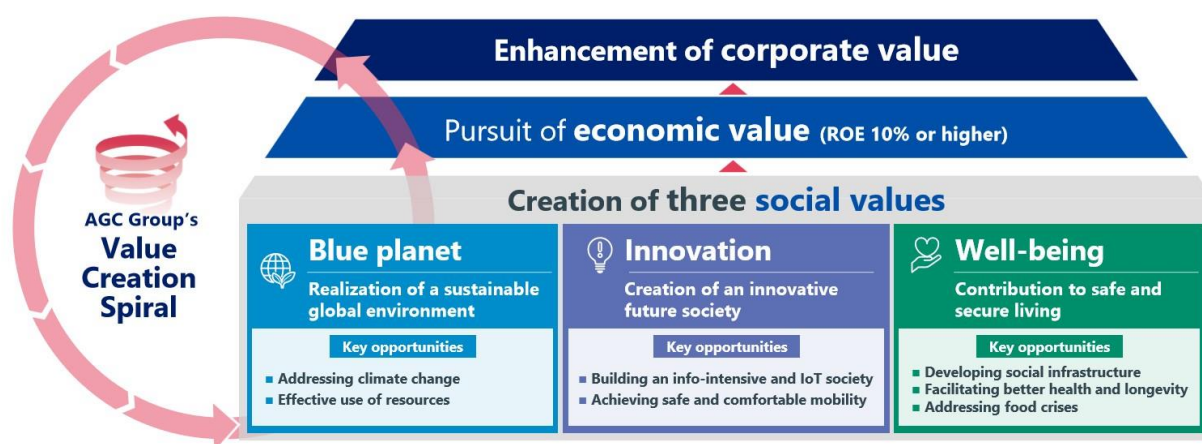 Enhancement of corporate value
Pursuit of economic value (ROE 10% or higher)
AGC Group's
Value
Creation
Spiral
Creation of three social values
Blue planet
Realization of a sustainable
global environment
Key opportunities
■ Addressing climate change
■ Effective use of resources
Innovation
Creation of an innovative
future society
Key opportunities
■ Building an info-intensive and IoT society
■ Achieving safe and comfortable mobility
Well-being
Contribution to safe and
secure living
Key opportunities
■ Developing social infrastructure
■ Facilitating better health and longevity
■ Addressing food crises